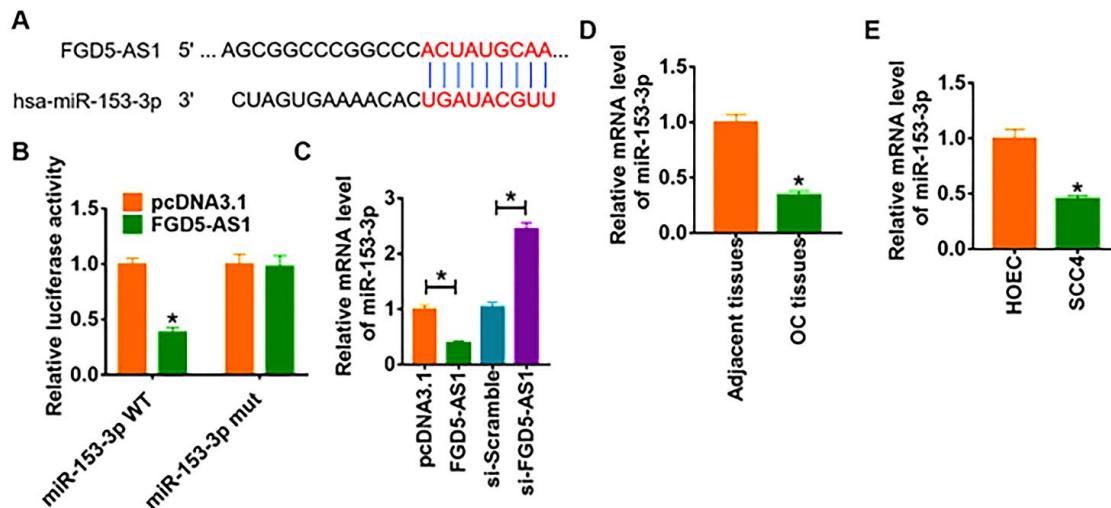 A
FGD5-AS1 5' ... AGCGGCCCGGCCCACUAUGCAA...
hsa-miR-153-3p 3' CUAGUGAAAACACUGAUACGUU
B
Relative luciferase activity
1.5
1.0
0.5
0.0
pcDNA3.1
FGD5-AS1
*
miR-153-3p WT
miR-153-3p mut
C
Relative mRNA level
of miR-153-3p
3
2
1
0
*
*
pcDNA3.1
FGD5-AS1
si-Scramble
si-FGD5-AS1
D
Relative mRNA level
of miR-153-3p
1.5
1.0
0.5
0.0
*
Adjacent tissues
OC tissues
E
Relative mRNA level
of miR-153-3p
1.5
1.0
0.5
0.0
*
HOEC
SCC4